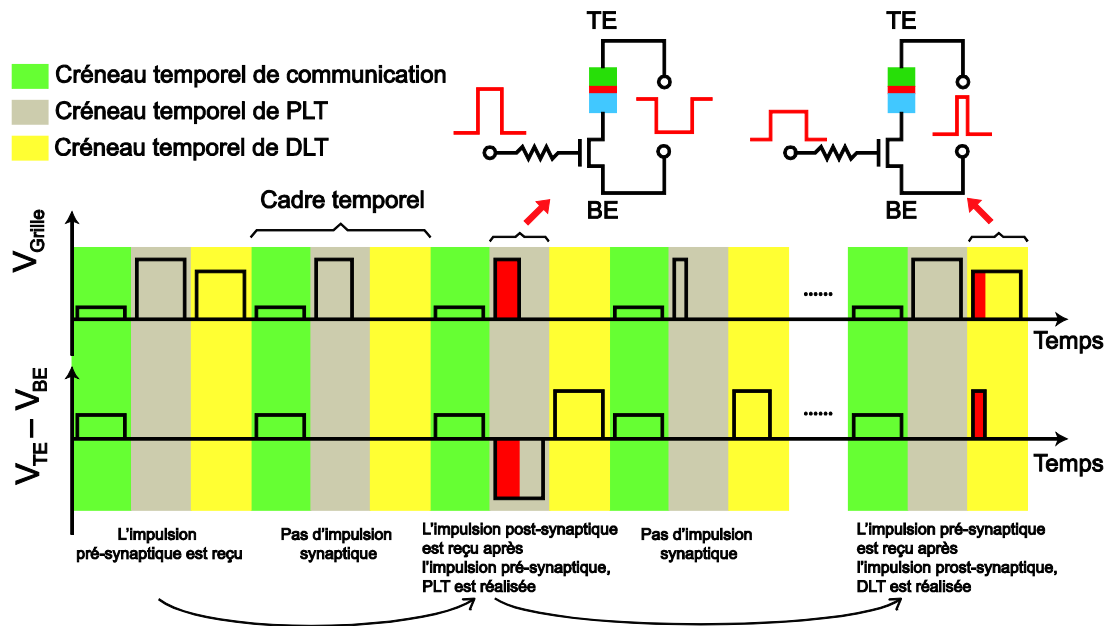 TE
TE
Créneau temporel de communication
Créneau temporel de PLT
Créneau temporel de DLT
BE
BE
Cadre temporel
VGrille
......
Temps
VTE – VBE
......
Temps
L'impulsion
pré-synaptique est reçu
Pas d'impulsion
synaptique
L'impulsion post-synaptique
est reçu après
l'impulsion pré-synaptique,
PLT est réalisée
Pas d'impulsion
synaptique
L'impulsion pré-synaptique
est reçu après
l'impulsion prost-synaptique,
DLT est réalisée